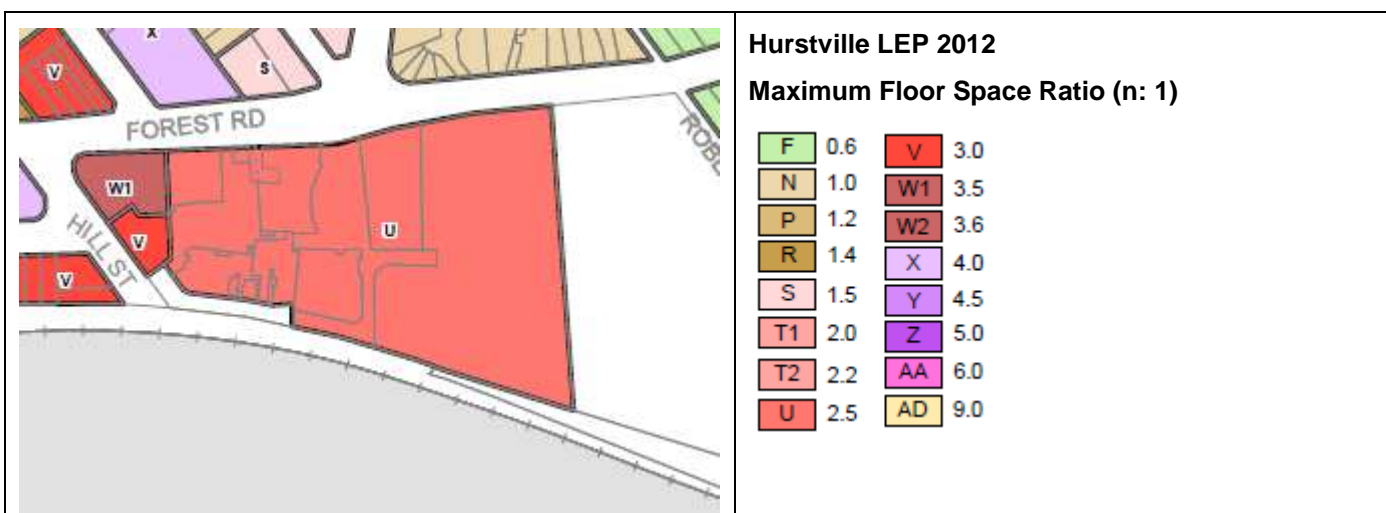 X
V
S
FOREST RD
ROBL
W1
U
HILL ST
V
V
Hurstville LEP 2012
Maximum Floor Space Ratio (n: 1)
F 0.6 V 3.0
N 1.0 W1 3.5
P 1.2 W2 3.6
R 1.4 X 4.0
S 1.5 Y 4.5
T1 2.0 Z 5.0
T2 2.2 AA 6.0
U 2.5 AD 9.0